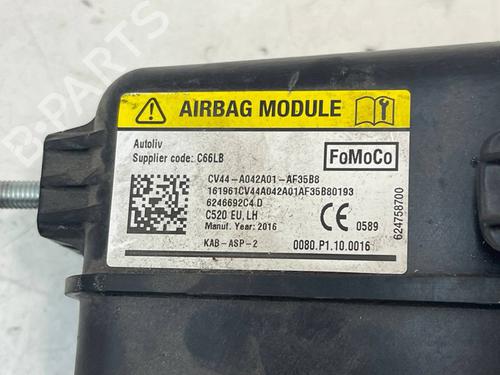 AIRBAG MODULE
Autoliv
Supplier code: C66LB
FoMoCo
CV44-A042A01-AF35B8
161961CV44A042A01AF35B80193
6246692C4.D
C520 EU, LH
Manuf. Year: 2016
CE 0589
KAB-ASP-2
0080.P1.10.0016
624758700
B-PARTS